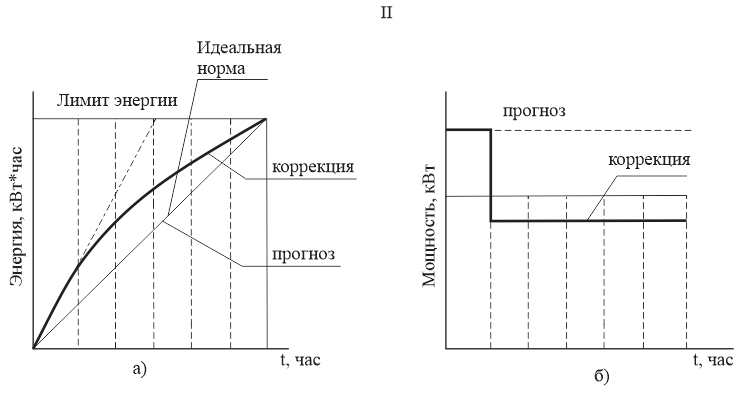 II
Идеальная
норма
Лимит энергии
коррекция
прогноз
Энергия, кВт*час
t, час
а)
прогноз
коррекция
Мощность, кВт
t, час
б)